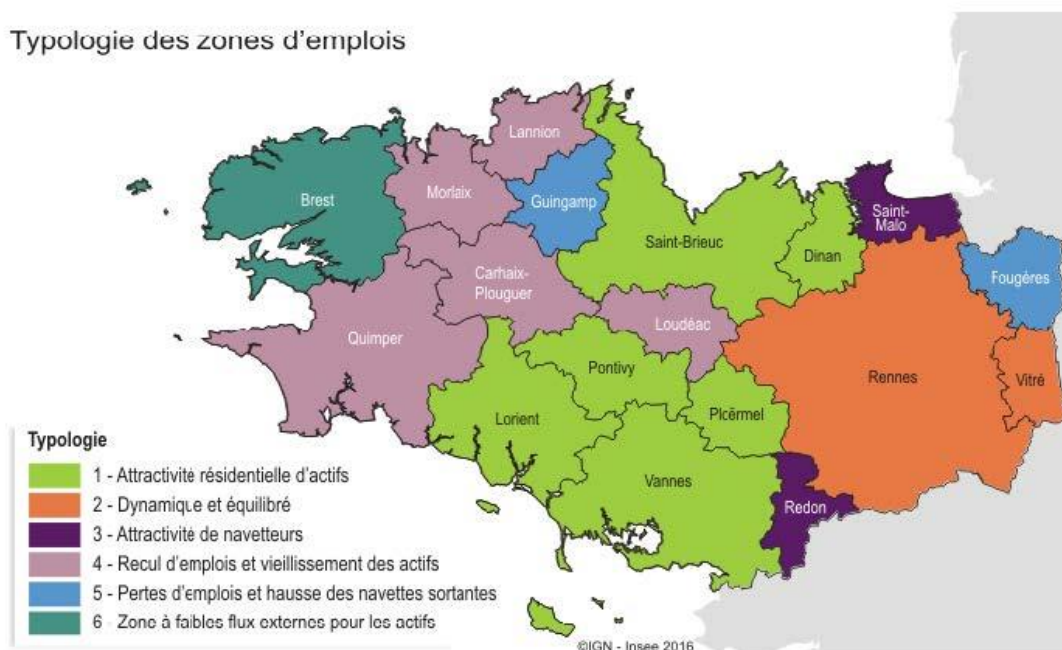 Typologie des zones d'emplois
Lannion
Morlaix
Guingamp
Brest
Saint-Brieuc
Dinan
Saint-
Malo
Fougères
Carhaix-
Plouguer
Quimper
Loudéac
Pontivy
Rennes
Vitré
Lorient
Plcërmel
Vannes
Redon
Typologie
1 - Attractivité résidentielle d'actifs
2 - Dynamique et équilibré
3 - Attractivité de navetteurs
4 - Recul d'emplois et vieillissement des actifs
5 - Pertes d'emplois et hausse des navettes sortantes
6 - Zone à faibles flux externes pour les actifs
©IGN - Insee 2016